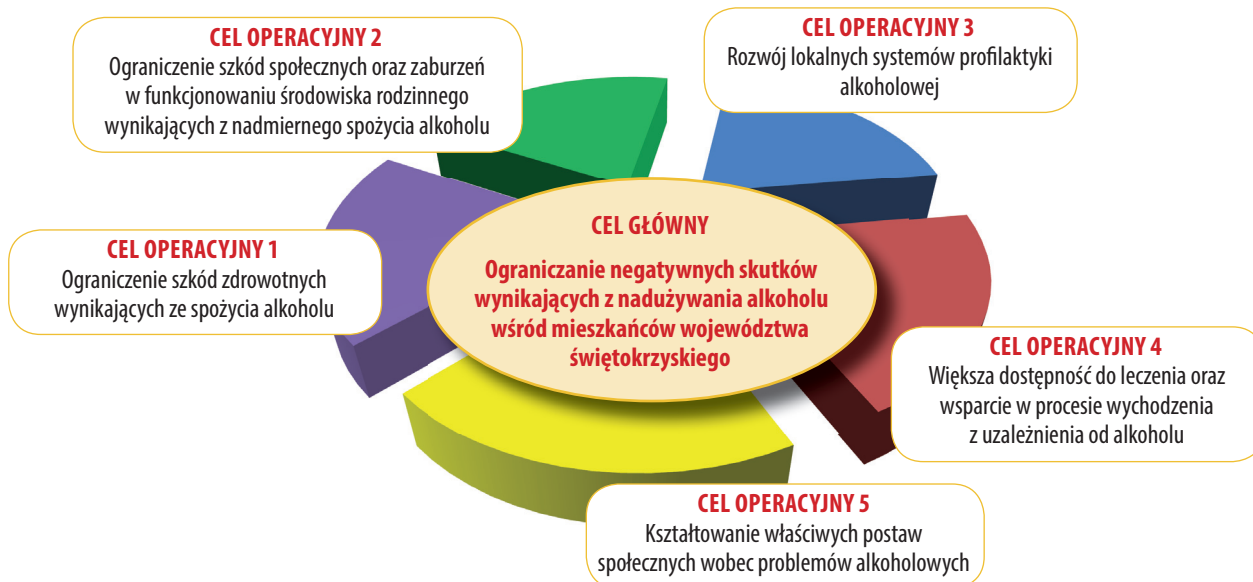 CEL OPERACYJNY 2
Ograniczenie szkód społecznych oraz zaburzeń
w funkcjonowaniu środowiska rodzinnego
wynikających z nadmiernego spożycia alkoholu
CEL OPERACYJNY 3
Rozwój lokalnych systemów profilaktyki
alkoholowej
CEL OPERACYJNY 1
Ograniczenie szkód zdrowotnych
wynikających ze spożycia alkoholu
CEL GŁÓWNY
Ograniczanie negatywnych skutków
wynikających z nadużywania alkoholu
wśród mieszkańców województwa
świętokrzyskiego
CEL OPERACYJNY 4
Większa dostępność do leczenia oraz
wsparcie w procesie wychodzenia
z uzależnienia od alkoholu
CEL OPERACYJNY 5
Kształtowanie właściwych postaw
społecznych wobec problemów alkoholowych